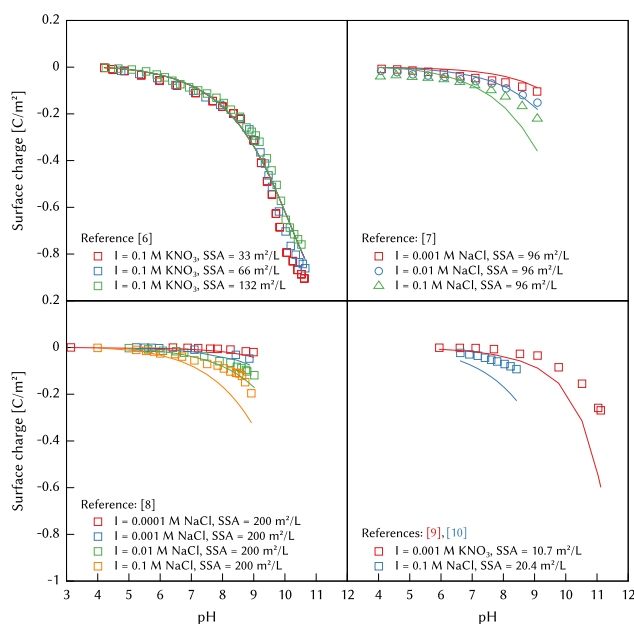 0.2
0
-0.2
-0.4
-0.6
-0.8
Surface charge [C/m²]
Reference [6]
I = 0.1 M KNO₃, SSA = 33 m²/L
I = 0.1 M KNO₃, SSA = 66 m²/L
I = 0.1 M KNO₃, SSA = 132 m²/L
Reference: [7]
I = 0.001 M NaCl, SSA = 96 m²/L
I = 0.01 M NaCl, SSA = 96 m²/L
I = 0.1 M NaCl, SSA = 96 m²/L
0.2
0
-0.2
-0.4
-0.6
-0.8
-1
Surface charge [C/m²]
Reference: [8]
I = 0.0001 M NaCl, SSA = 200 m²/L
I = 0.001 M NaCl, SSA = 200 m²/L
I = 0.01 M NaCl, SSA = 200 m²/L
I = 0.1 M NaCl, SSA = 200 m²/L
References: [9], [10]
I = 0.001 M KNO₃, SSA = 10.7 m²/L
I = 0.1 M NaCl, SSA = 20.4 m²/L
3 4 5 6 7 8 9 10 11 3 4 5 6 7 8 9 10 11 12
pH pH